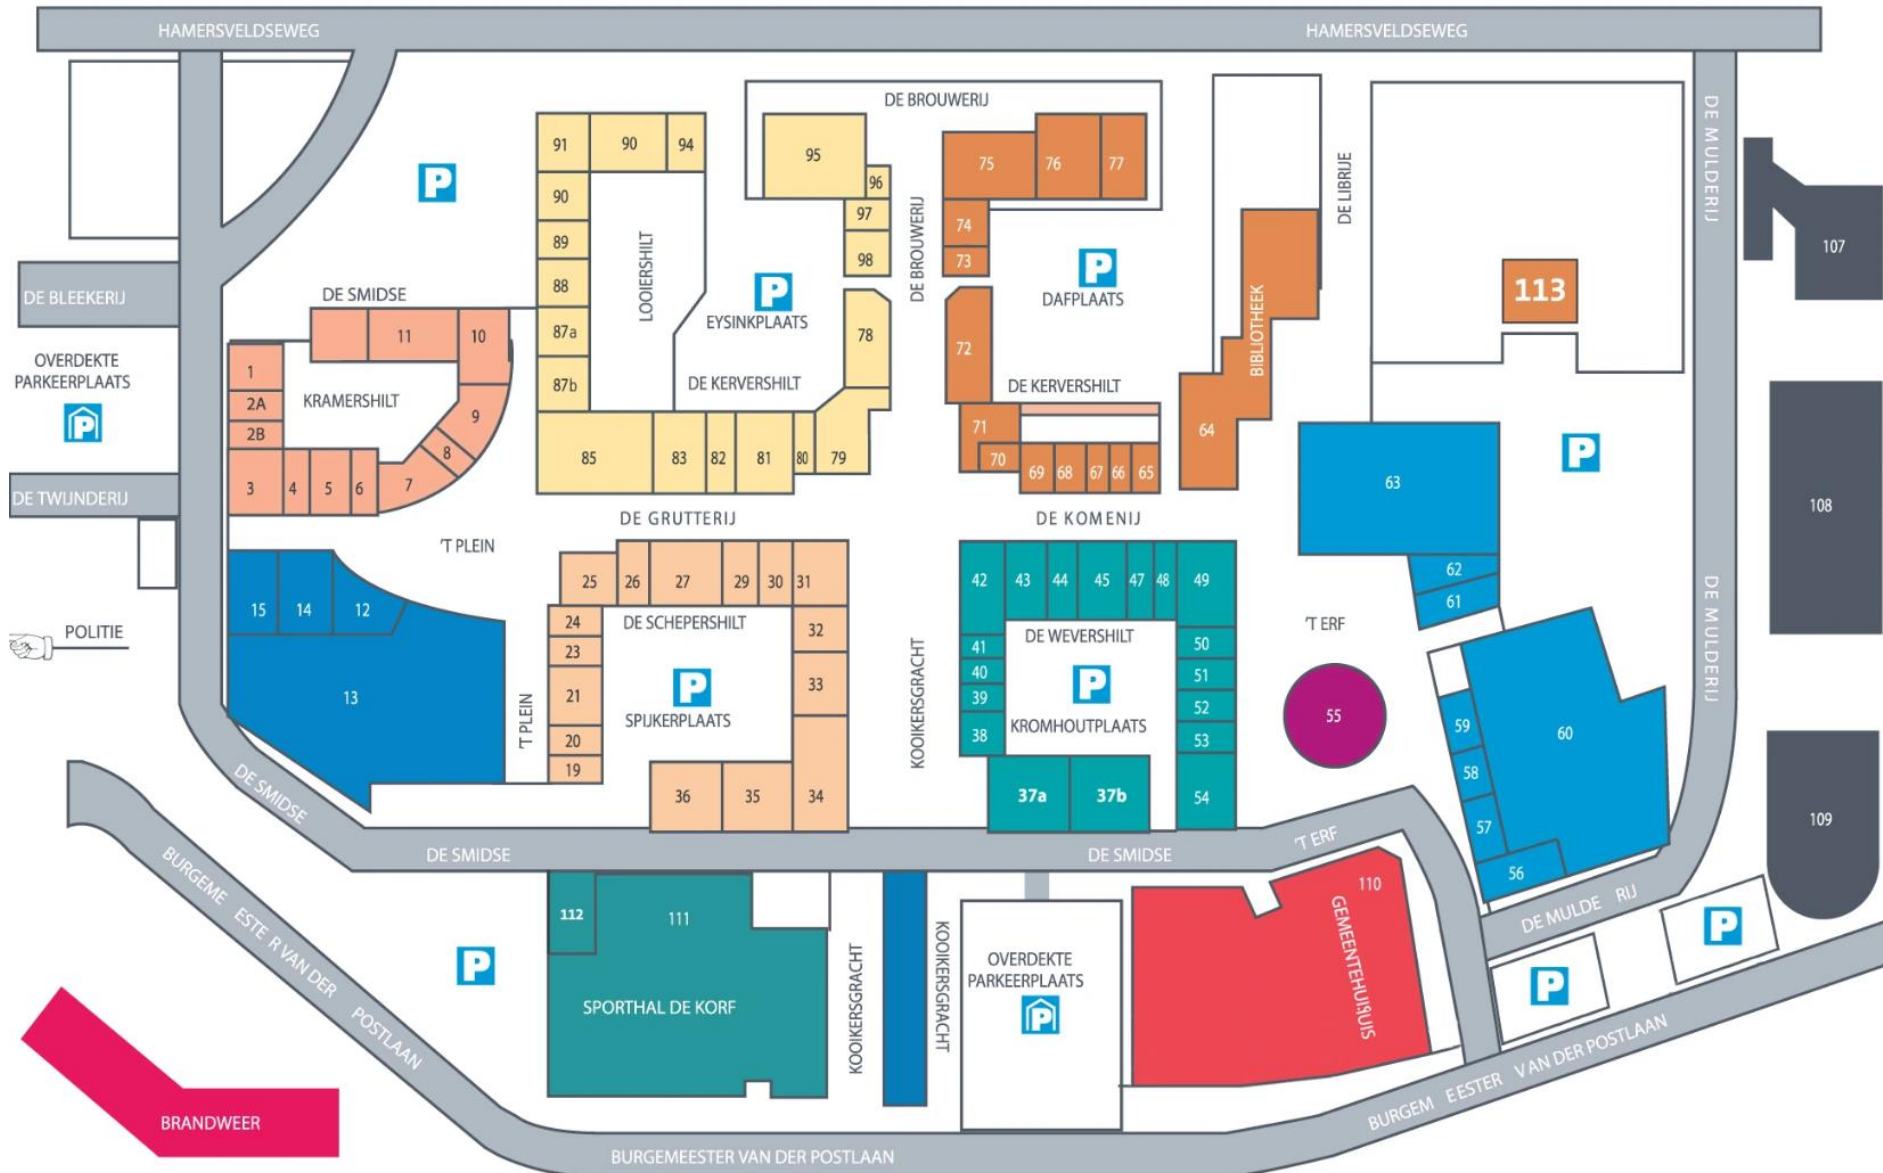 HAMERSVELDSEWEG
HAMERSVELDSEWEG
DE BROUWERIJ
91
90
94
95
75
76
77
DE MULDERIJ
P
90
96
97
98
DE BROUWERIJ
74
73
DE LIBRIJE
107
89
88
LOOIERSHILT
P
EYSINKPLAATS
P
DAFPLAATS
113
DE BLEEKERIJ
DE SMIDSE
11
10
87a
87b
78
72
BIBLIOTHEEK
OVERDEKTE
PARKEERPLAATS
P
1
2A
2B
KRAMERSHILT
9
8
DE KERVERSHILT
DE KERVERSHILT
64
71
70
DE TWIJNDERIJ
3
4
5
6
7
85
83
82
81
80
79
69
68
67
66
65
63
P
108
'T PLEIN
DE GRUTTERIJ
DE KOMENIJ
15
14
12
25
26
27
29
30
31
42
43
44
45
47
48
49
62
61
DE MULDERIJ
POLITIE
24
23
DE SCHEPERSHILT
32
41
DE WEVERSHILT
50
'T ERF
13
21
P
33
40
39
P
51
52
'T PLEIN
SPIJKERPLAATS
KOOIKERSGRACHT
38
KROMHOUTPLAATS
53
55
59
60
20
19
36
35
34
37a
37b
54
58
57
56
109
DE SMIDSE
DE SMIDSE
DE SMIDSE
'T ERF
BURGEME ESTE R VAN DER POSTLAAN
112
111
110
GEMEENTEHUIQUIS
DE MULDE RIJ
P
P
P
SPORTHAL DE KORF
KOOIKERSGRACHT
KOOIKERSGRACHT
OVERDEKTE
PARKEERPLAATS
P
BRANDWEER
BURGEMEESTER VAN DER POSTLAAN
BURGEM EESTER VAN DER POSTLAAN